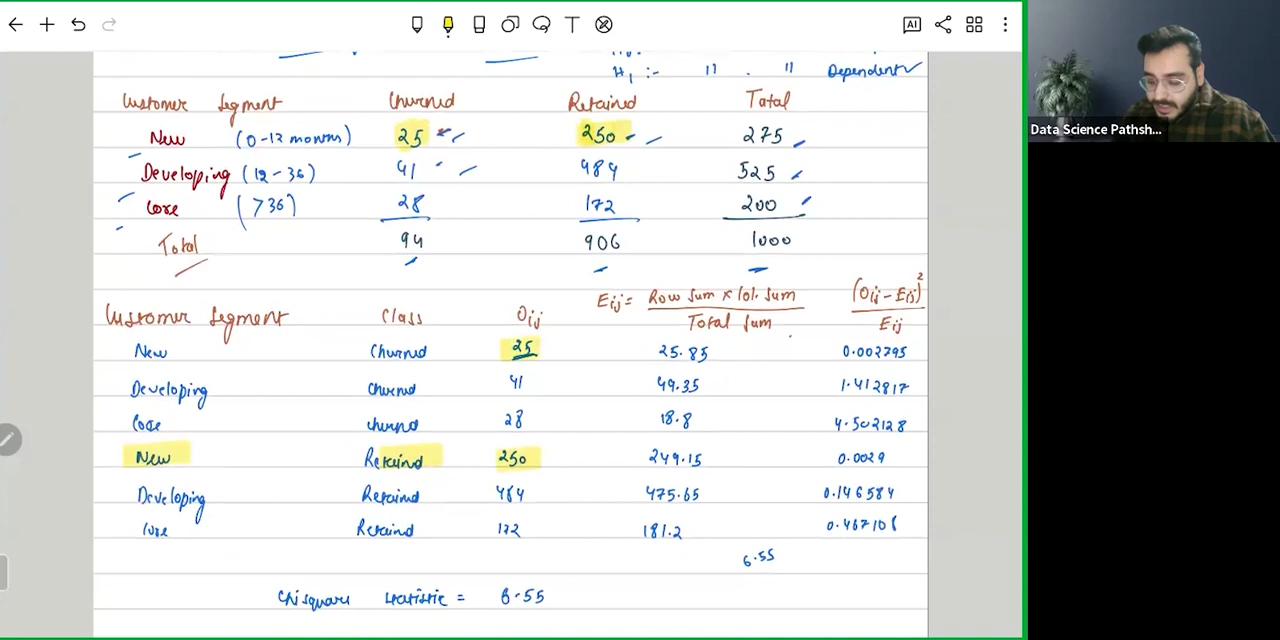 AI
T
H1 :- " . " Dependent
Data Science Pathsh...
Customer Segment Churned Retained Total
New (0-12 months) 25 250 275
Developing (12-36) 41 484 525
Core (>36) 28 172 200
Total 94 906 1000
Eij = Row Sum x Col. Sum / Total Sum (Oij - Eij)² / Eij
Customer Segment Class Oij
New Churned 25 25.85 0.002795
Developing Churned 41 49.35 1.412817
Core Churned 28 18.8 4.502128
New Retained 250 249.15 0.0029
Developing Retained 484 475.65 0.146584
Core Retained 172 181.2 0.467108
6.55
Chisquare statistic = 6.55